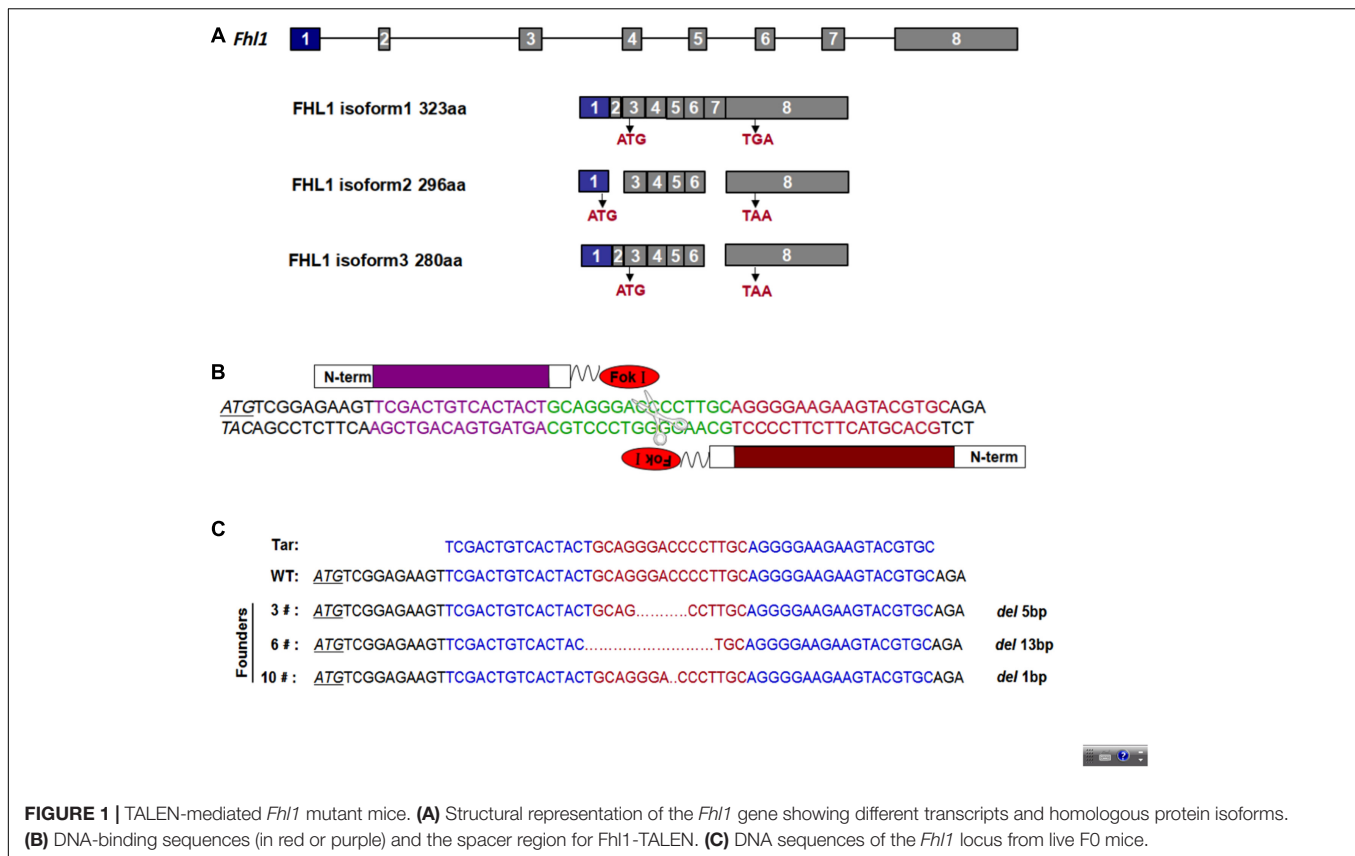 A Fhl1 1 2 3 4 5 6 7 8
FHL1 isoform1 323aa 1 2 3 4 5 6 7 8
ATG TGA
FHL1 isoform2 296aa 1 3 4 5 6 8
ATG TAA
FHL1 isoform3 280aa 1 2 3 4 5 6 8
ATG TAA
B
N-term Fok I
ATGTCGGAGAAGTTCGACTGTCACTACTGCAGGGACCCCTTGCAGGGGAAGAAGTACGTGCAGA
TACAGCCTCTTCAAGCTGACAGTGATGACGTCCCTGGGGAACGTCCCCTTCTTCATGCACGTCT
Fok I N-term
C
Tar: TCGACTGTCACTACTGCAGGGACCCCTTGCAGGGGAAGAAGTACGTGC
WT: ATGTCGGAGAAGTTCGACTGTCACTACTGCAGGGACCCCTTGCAGGGGAAGAAGTACGTGCAGA
Founders
3 #: ATGTCGGAGAAGTTCGACTGTCACTACTGCAG..........CCTTGCAGGGGAAGAAGTACGTGCAGA del 5bp
6 #: ATGTCGGAGAAGTTCGACTGTCACTAC..........................TGCAGGGGAAGAAGTACGTGCAGA del 13bp
10 #: ATGTCGGAGAAGTTCGACTGTCACTACTGCAGGGA..CCCTTGCAGGGGAAGAAGTACGTGCAGA del 1bp
?
FIGURE 1 | TALEN-mediated Fhl1 mutant mice. (A) Structural representation of the Fhl1 gene showing different transcripts and homologous protein isoforms.
(B) DNA-binding sequences (in red or purple) and the spacer region for Fhl1-TALEN. (C) DNA sequences of the Fhl1 locus from live F0 mice.